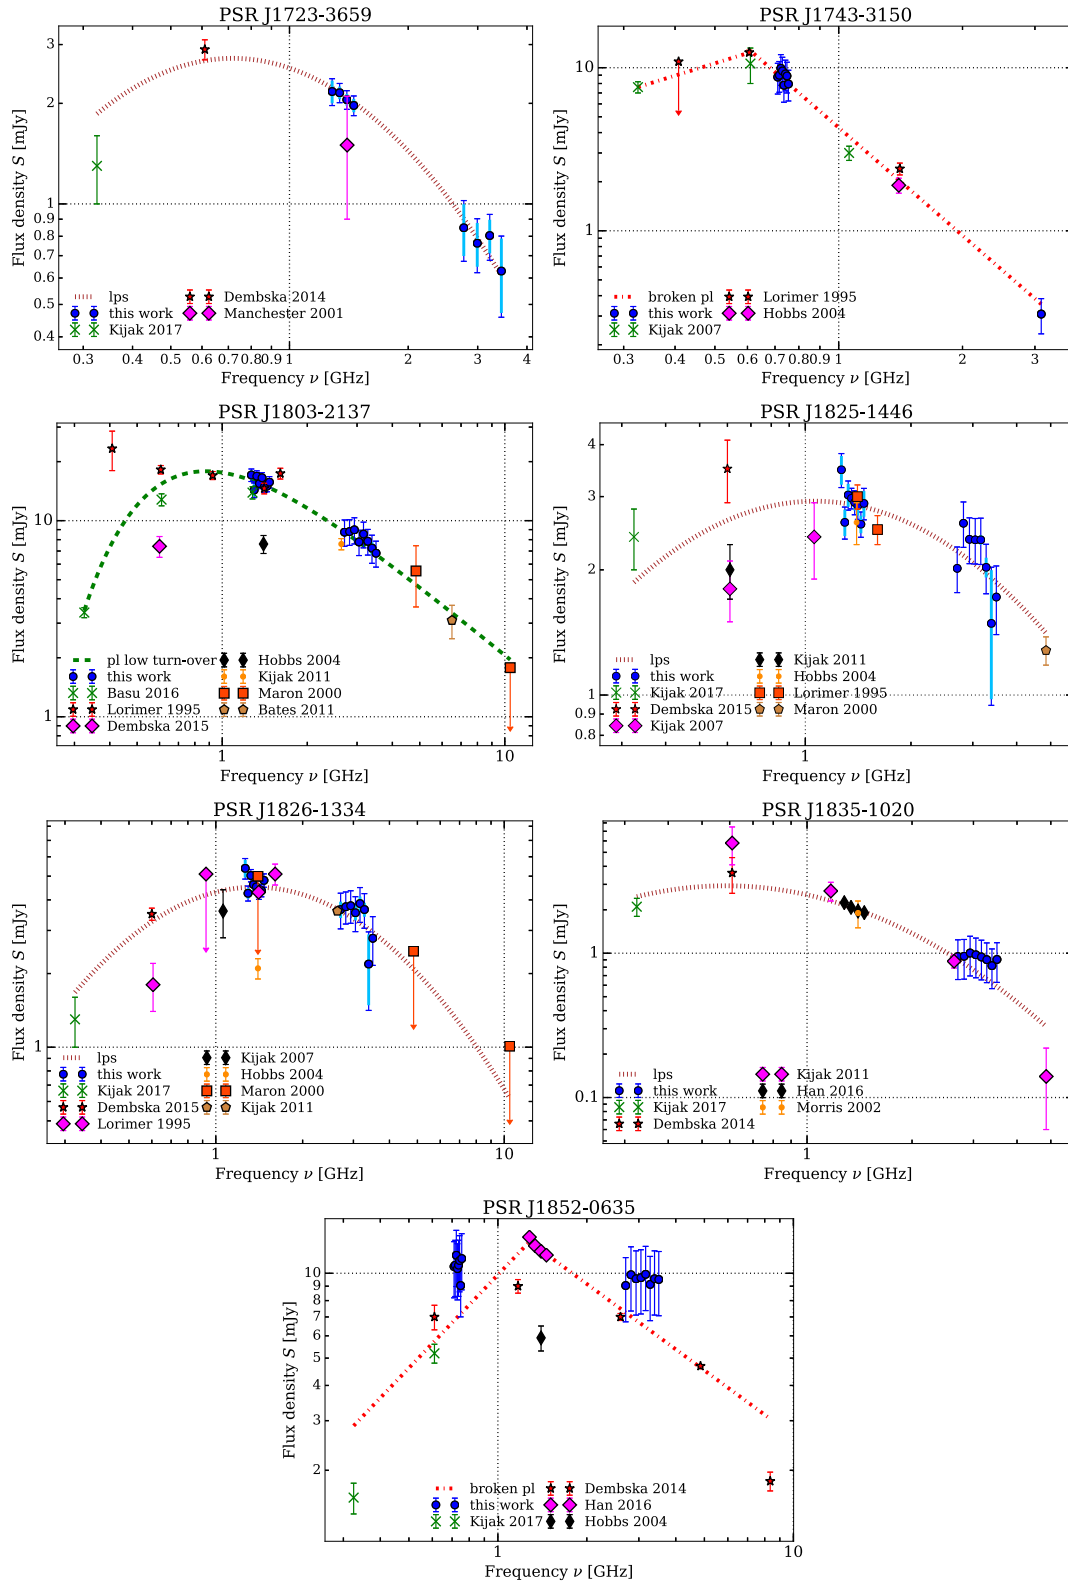 PSR J1723-3659
Flux density S [mJy]
3
2
1
0.9
0.8
0.7
0.6
0.5
0.4
lps
this work
Kijak 2017
Dembska 2014
Manchester 2001
0.3 0.4 0.5 0.6 0.7 0.8 0.9 1 2 3 4
Frequency ν [GHz]
PSR J1743-3150
Flux density S [mJy]
10
1
broken pl
this work
Kijak 2007
Lorimer 1995
Hobbs 2004
0.3 0.4 0.5 0.6 0.7 0.8 0.9 1 2 3
Frequency ν [GHz]
PSR J1803-2137
Flux density S [mJy]
10
1
pl low turn-over
this work
Basu 2016
Lorimer 1995
Dembska 2015
Hobbs 2004
Kijak 2011
Maron 2000
Bates 2011
1 10
Frequency ν [GHz]
PSR J1825-1446
Flux density S [mJy]
4
3
2
1
0.9
0.8
lps
this work
Kijak 2017
Dembska 2015
Kijak 2007
Kijak 2011
Hobbs 2004
Lorimer 1995
Maron 2000
1
Frequency ν [GHz]
PSR J1826-1334
Flux density S [mJy]
1
lps
this work
Kijak 2017
Dembska 2015
Lorimer 1995
Kijak 2007
Hobbs 2004
Maron 2000
Kijak 2011
1 10
Frequency ν [GHz]
PSR J1835-1020
Flux density S [mJy]
1
0.1
lps
this work
Kijak 2017
Dembska 2014
Kijak 2011
Han 2016
Morris 2002
1
Frequency ν [GHz]
PSR J1852-0635
Flux density S [mJy]
10
9
8
7
6
5
4
3
2
broken pl
this work
Kijak 2017
Dembska 2014
Han 2016
Hobbs 2004
1 10
Frequency ν [GHz]